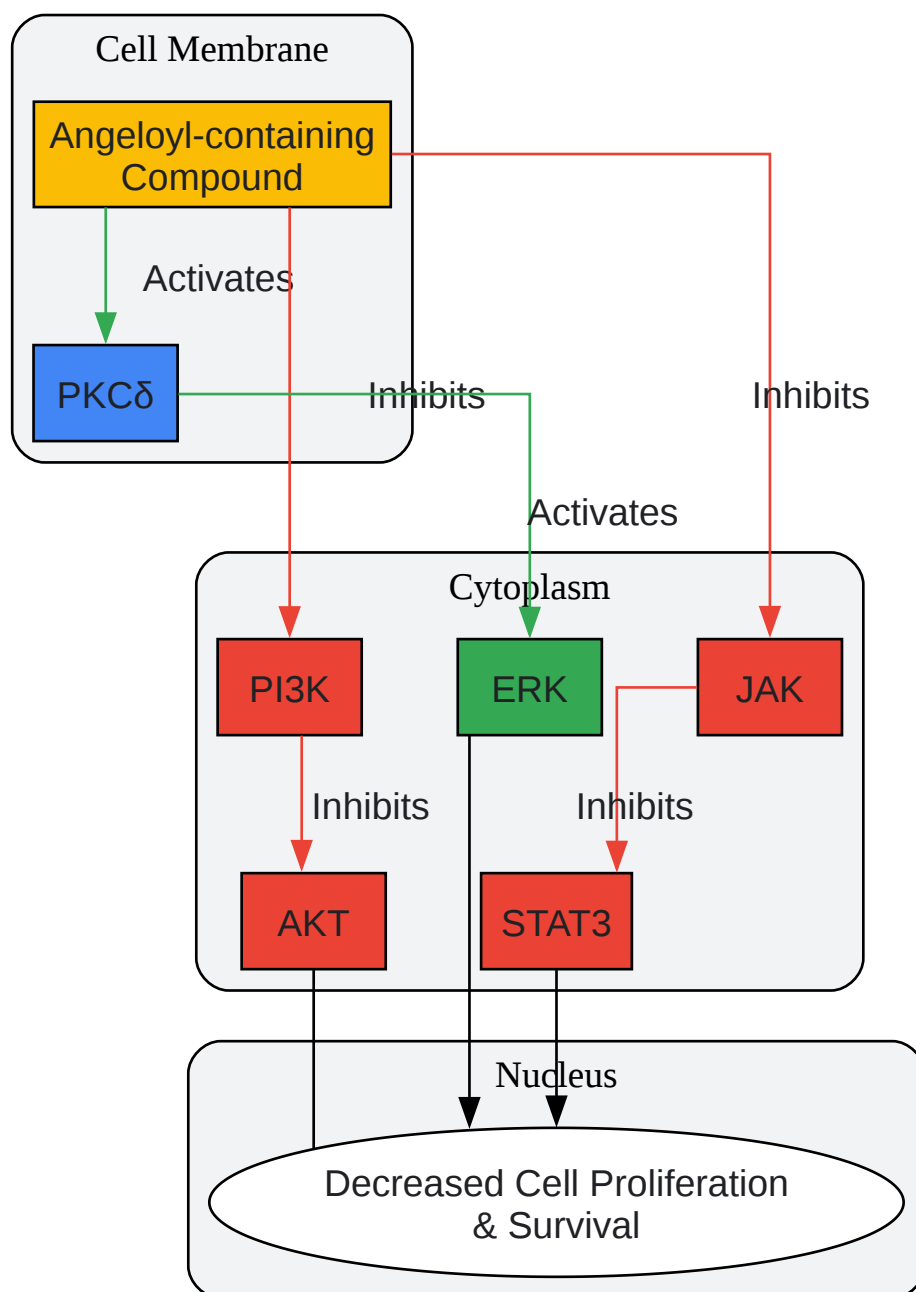 Cell Membrane
Angeloyl-containing
Compound
Activates
PKCδ
Inhibits
Inhibits
Activates
Cytoplasm
PI3K
ERK
JAK
Inhibits
Inhibits
AKT
STAT3
Nucleus
Decreased Cell Proliferation
& Survival